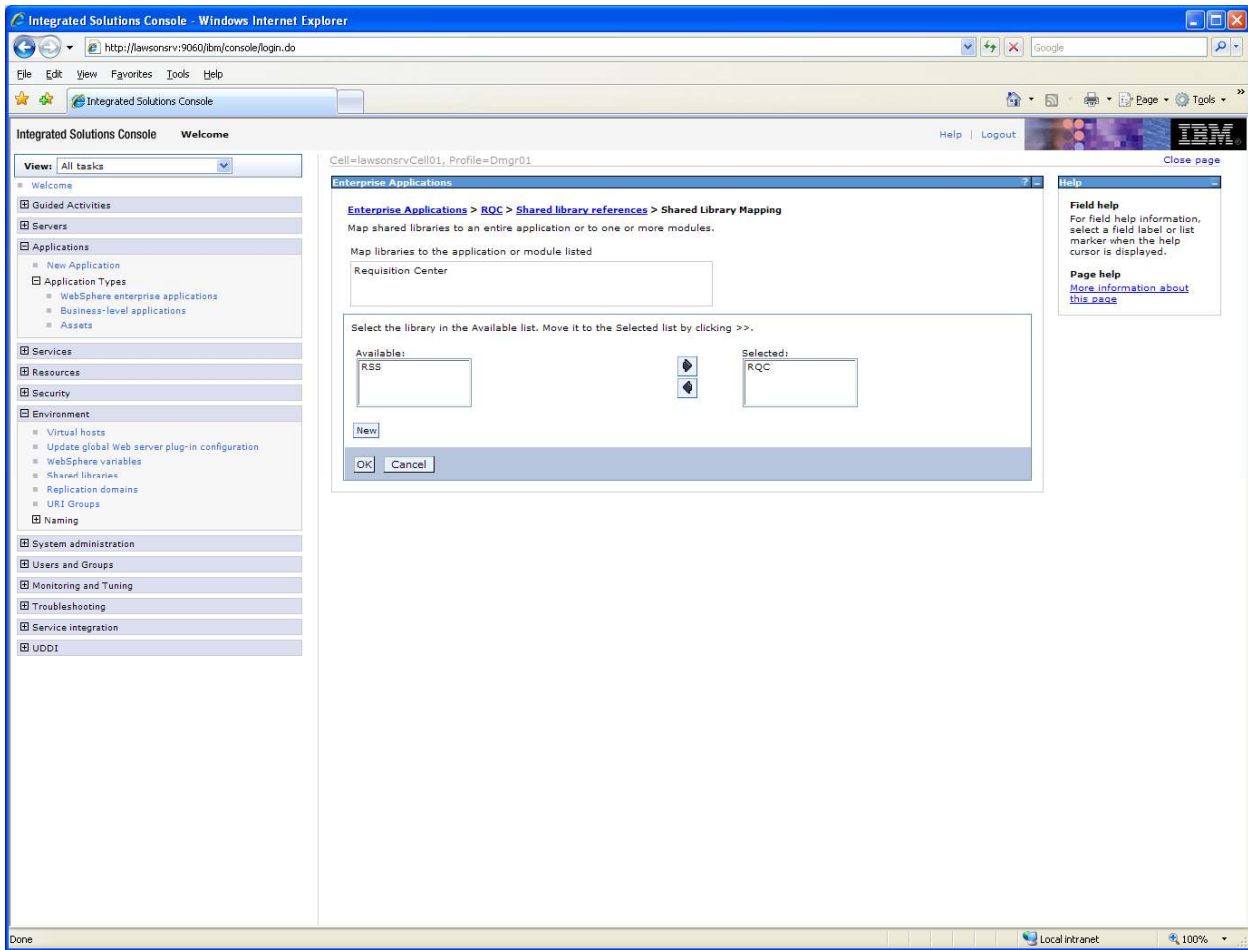 Integrated Solutions Console - Windows Internet Explorer
http://lawsonsrv:9060/ibm/console/login.do
Google
File Edit View Favorites Tools Help
Integrated Solutions Console
Page Tools »
Integrated Solutions Console Welcome
Help | Logout
IBM
View: All tasks
Welcome
Guided Activities
Servers
Applications
New Application
Application Types
WebSphere enterprise applications
Business-level applications
Assets
Services
Resources
Security
Environment
Virtual hosts
Update global Web server plug-in configuration
WebSphere variables
Shared libraries
Replication domains
URI Groups
Naming
System administration
Users and Groups
Monitoring and Tuning
Troubleshooting
Service integration
UDDI
Cell=lawsonsrvCell01, Profile=Dmgr01
Close page
Enterprise Applications ? -
Enterprise Applications > RQC > Shared library references > Shared Library Mapping
Map shared libraries to an entire application or to one or more modules.
Map libraries to the application or module listed
Requisition Center
Select the library in the Available list. Move it to the Selected list by clicking >>.
Available:
RSS
Selected:
RQC
New
OK Cancel
Help -
Field help
For field help information,
select a field label or list
marker when the help
cursor is displayed.
Page help
More information about
this page
Done
Local intranet
100%